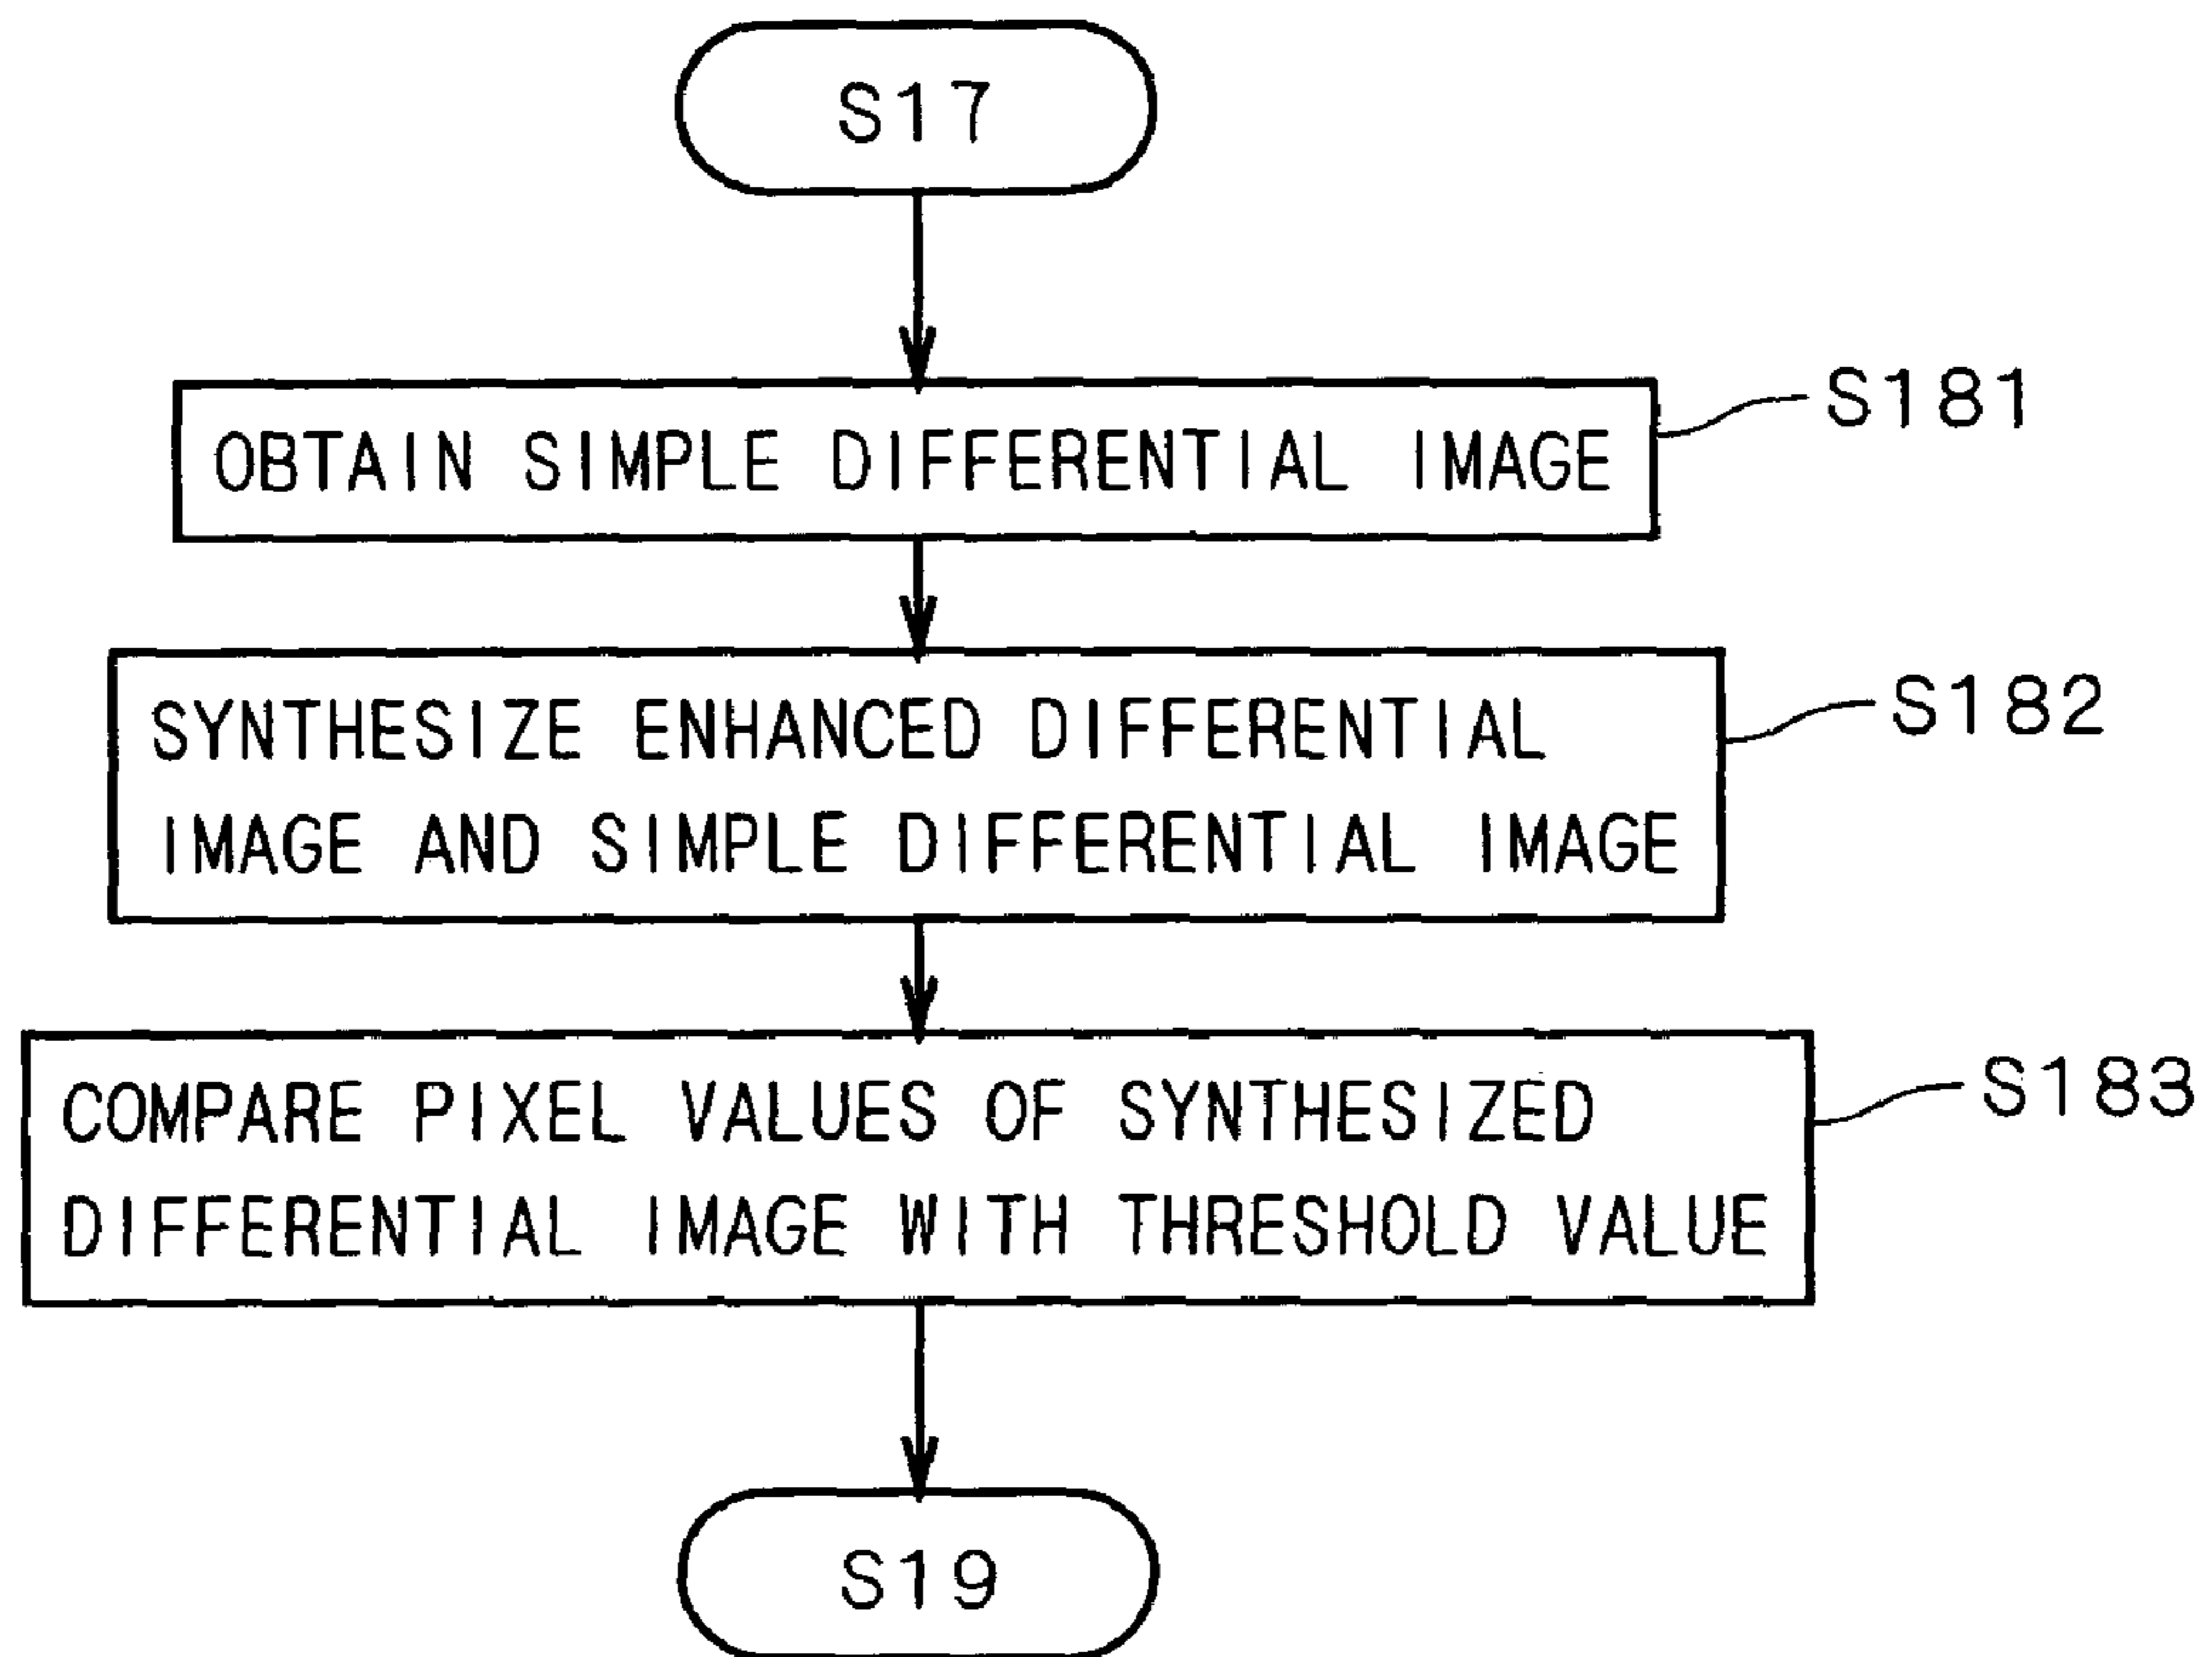 S17
OBTAIN SIMPLE DIFFERENTIAL IMAGE
S181
SYNTHESIZE ENHANCED DIFFERENTIAL
IMAGE AND SIMPLE DIFFERENTIAL IMAGE
S182
COMPARE PIXEL VALUES OF SYNTHESIZED
DIFFERENTIAL IMAGE WITH THRESHOLD VALUE
S183
S19